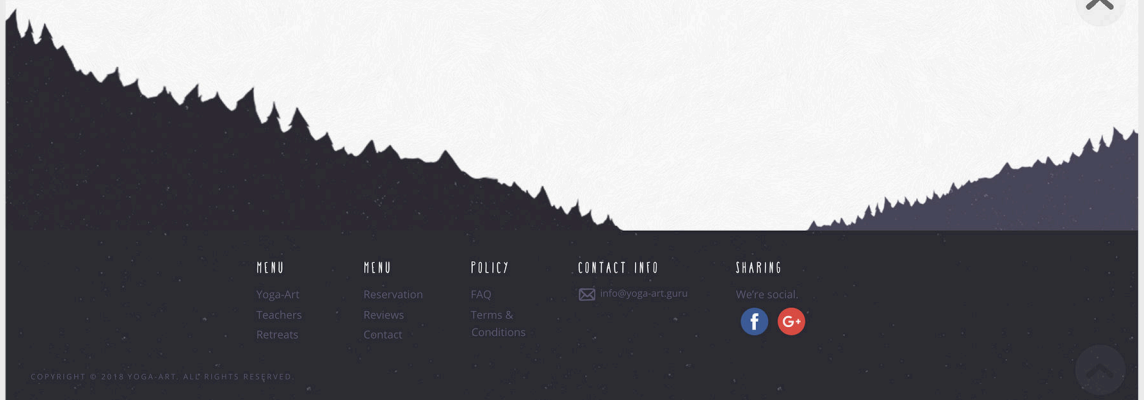 MENU
Yoga-Art
Teachers
Retreats
MENU
Reservation
Reviews
Contact
POLICY
FAQ
Terms &
Conditions
CONTACT INFO
info@yoga-art.guru
SHARING
We're social.
f
G+
COPYRIGHT © 2018 YOGA-ART. ALL RIGHTS RESERVED.